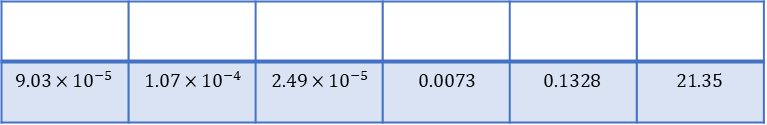 9.03 × 10⁻⁵ 1.07 × 10⁻⁴ 2.49 × 10⁻⁵ 0.0073 0.1328 21.35